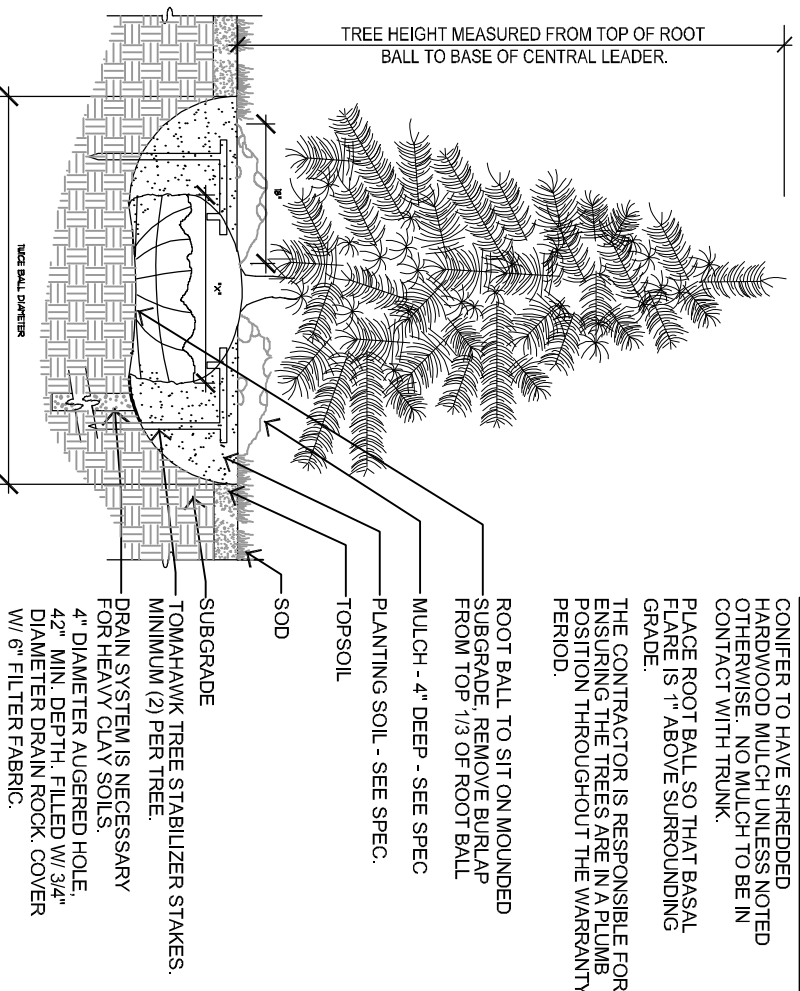 TREE HEIGHT MEASURED FROM TOP OF ROOT
BALL TO BASE OF CENTRAL LEADER.
CONIFER TO HAVE SHREDDED
HARDWOOD MULCH UNLESS NOTED
OTHERWISE. NO MULCH TO BE IN
CONTACT WITH TRUNK.
PLACE ROOT BALL SO THAT BASAL
FLARE IS 1" ABOVE SURROUNDING
GRADE.
THE CONTRACTOR IS RESPONSIBLE FOR
ENSURING THE TREES ARE IN A PLUMB
POSITION THROUGHOUT THE WARRANTY
PERIOD.
ROOT BALL TO SIT ON MOUNDED
SUBGRADE, REMOVE BURLAP
FROM TOP 1/3 OF ROOT BALL
MULCH - 4" DEEP - SEE SPEC
PLANTING SOIL - SEE SPEC.
TOPSOIL
SOD
SUBGRADE
TOMAHAWK TREE STABILIZER STAKES.
MINIMUM (2) PER TREE.
DRAIN SYSTEM IS NECESSARY
FOR HEAVY CLAY SOILS.
4" DIAMETER AUGERED HOLE,
42" MIN. DEPTH. FILLED W/ 3/4"
DIAMETER DRAIN ROCK. COVER
W/ 6" FILTER FABRIC.
18"
"X"
TWICE BALL DIAMETER